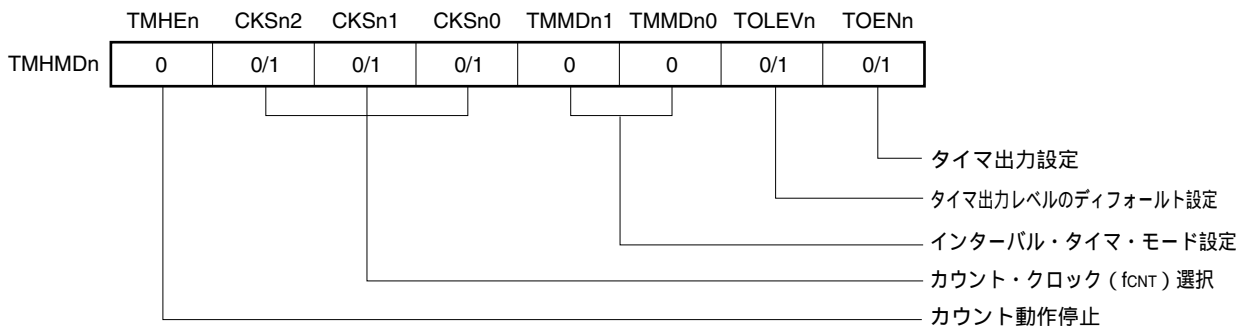 TMHEn CKSn2 CKSn1 CKSn0 TMMDn1 TMMDn0 TOLEVn TOENn
TMHMDn 0 0/1 0/1 0/1 0 0 0/1 0/1
タイマ出力設定
タイマ出力レベルのディフォールト設定
インターバル・タイマ・モード設定
カウント・クロック（fCNT）選択
カウント動作停止